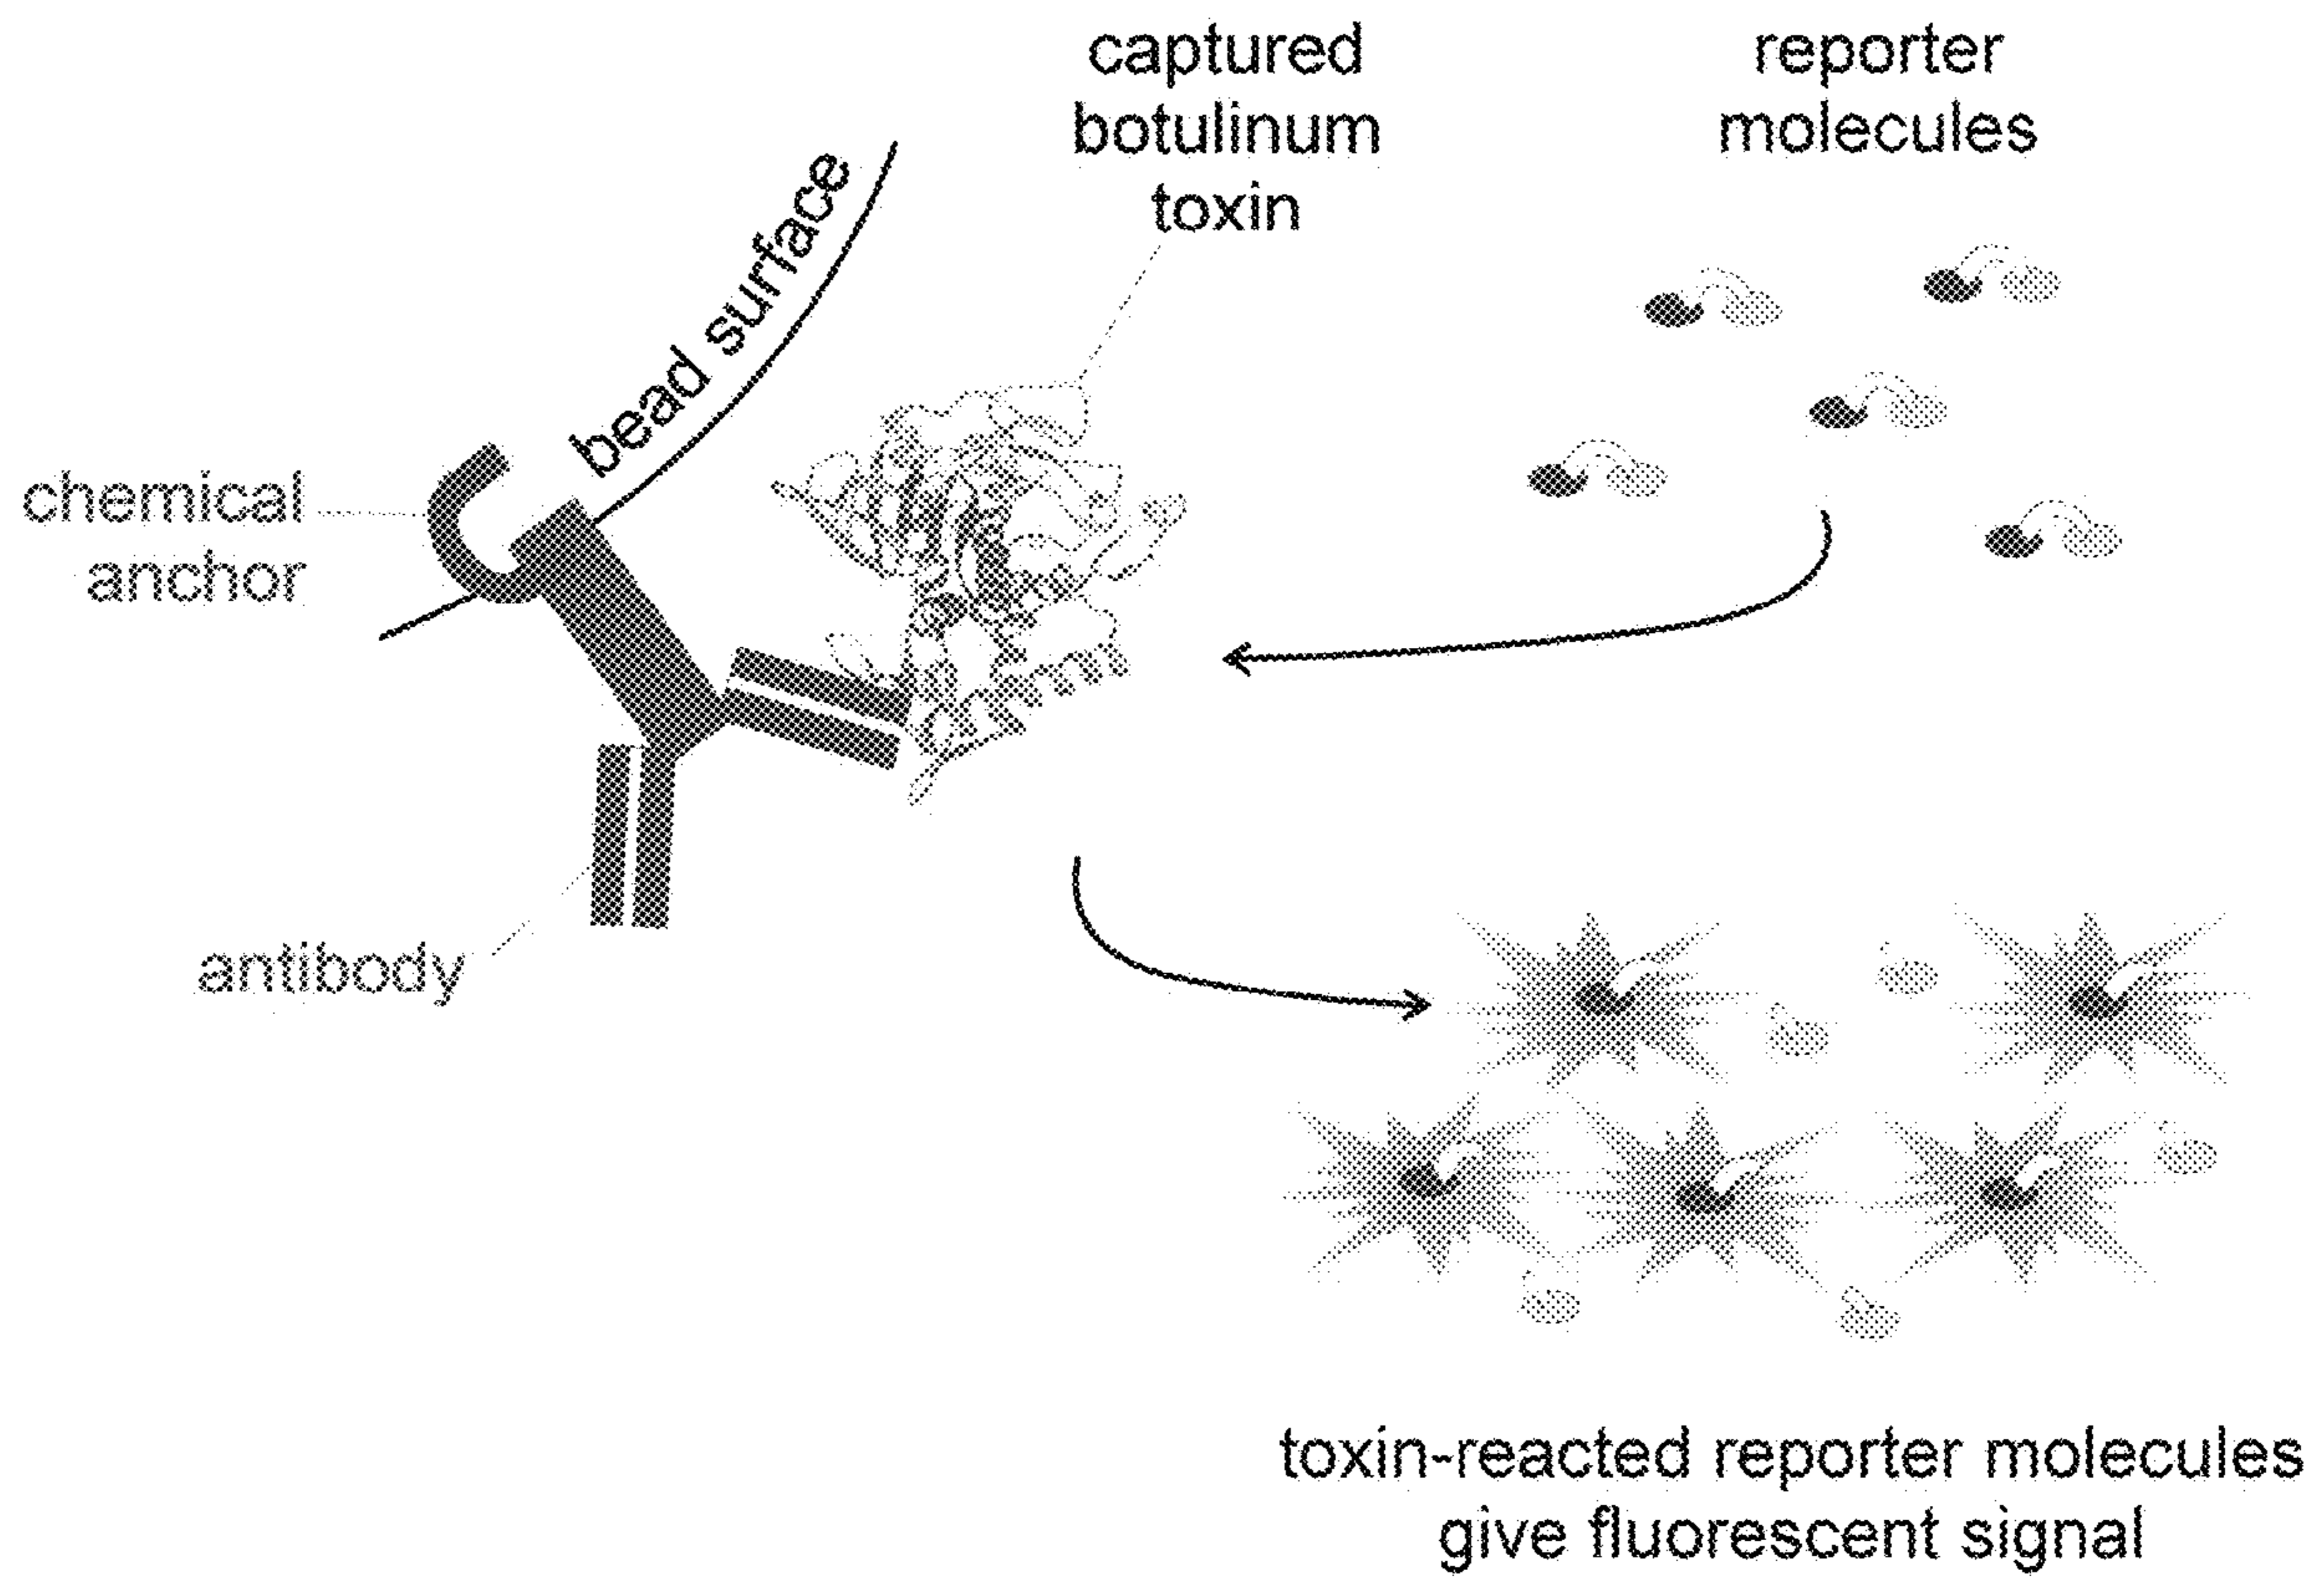 captured
botulinum
toxin
reporter
molecules
bead surface
chemical
anchor
antibody
toxin-reacted reporter molecules
give fluorescent signal